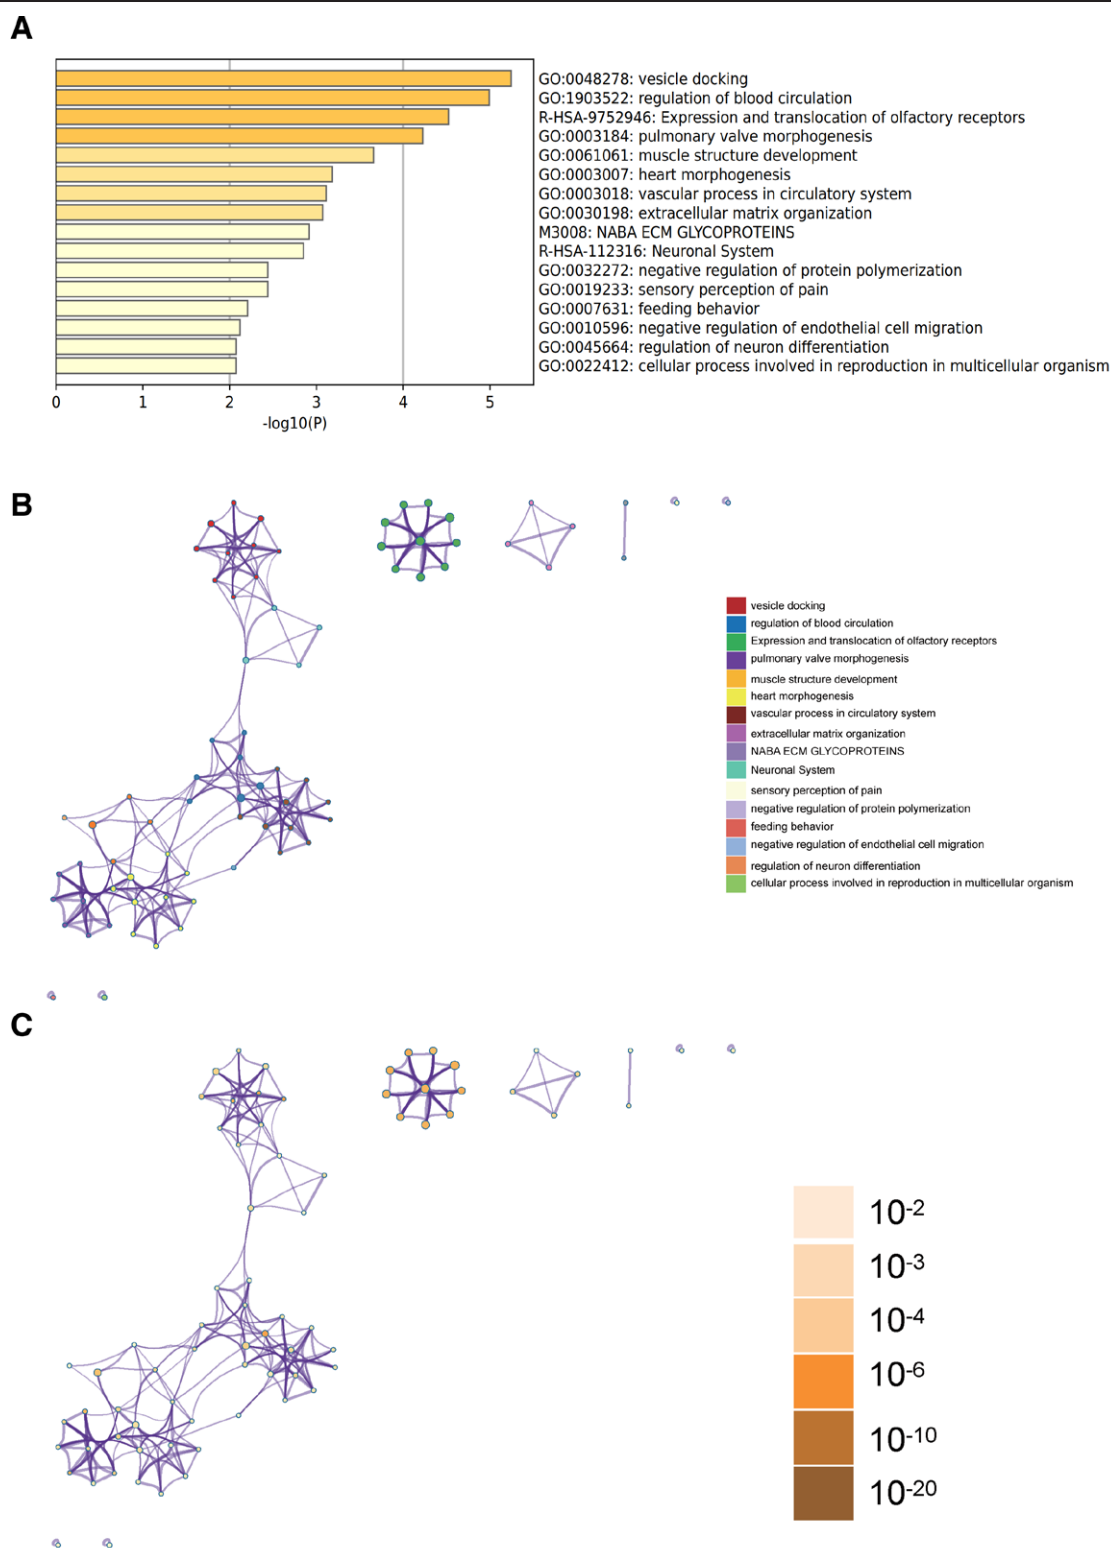 A
GO:0048278: vesicle docking
GO:1903522: regulation of blood circulation
R-HSA-9752946: Expression and translocation of olfactory receptors
GO:0003184: pulmonary valve morphogenesis
GO:0061061: muscle structure development
GO:0003007: heart morphogenesis
GO:0003018: vascular process in circulatory system
GO:0030198: extracellular matrix organization
M3008: NABA ECM GLYCOPROTEINS
R-HSA-112316: Neuronal System
GO:0032272: negative regulation of protein polymerization
GO:0019233: sensory perception of pain
GO:0007631: feeding behavior
GO:0010596: negative regulation of endothelial cell migration
GO:0045664: regulation of neuron differentiation
GO:0022412: cellular process involved in reproduction in multicellular organism
0 1 2 3 4 5
-log10(P)
B
vesicle docking
regulation of blood circulation
Expression and translocation of olfactory receptors
pulmonary valve morphogenesis
muscle structure development
heart morphogenesis
vascular process in circulatory system
extracellular matrix organization
NABA ECM GLYCOPROTEINS
Neuronal System
sensory perception of pain
negative regulation of protein polymerization
feeding behavior
negative regulation of endothelial cell migration
regulation of neuron differentiation
cellular process involved in reproduction in multicellular organism
C
10-2
10-3
10-4
10-6
10-10
10-20